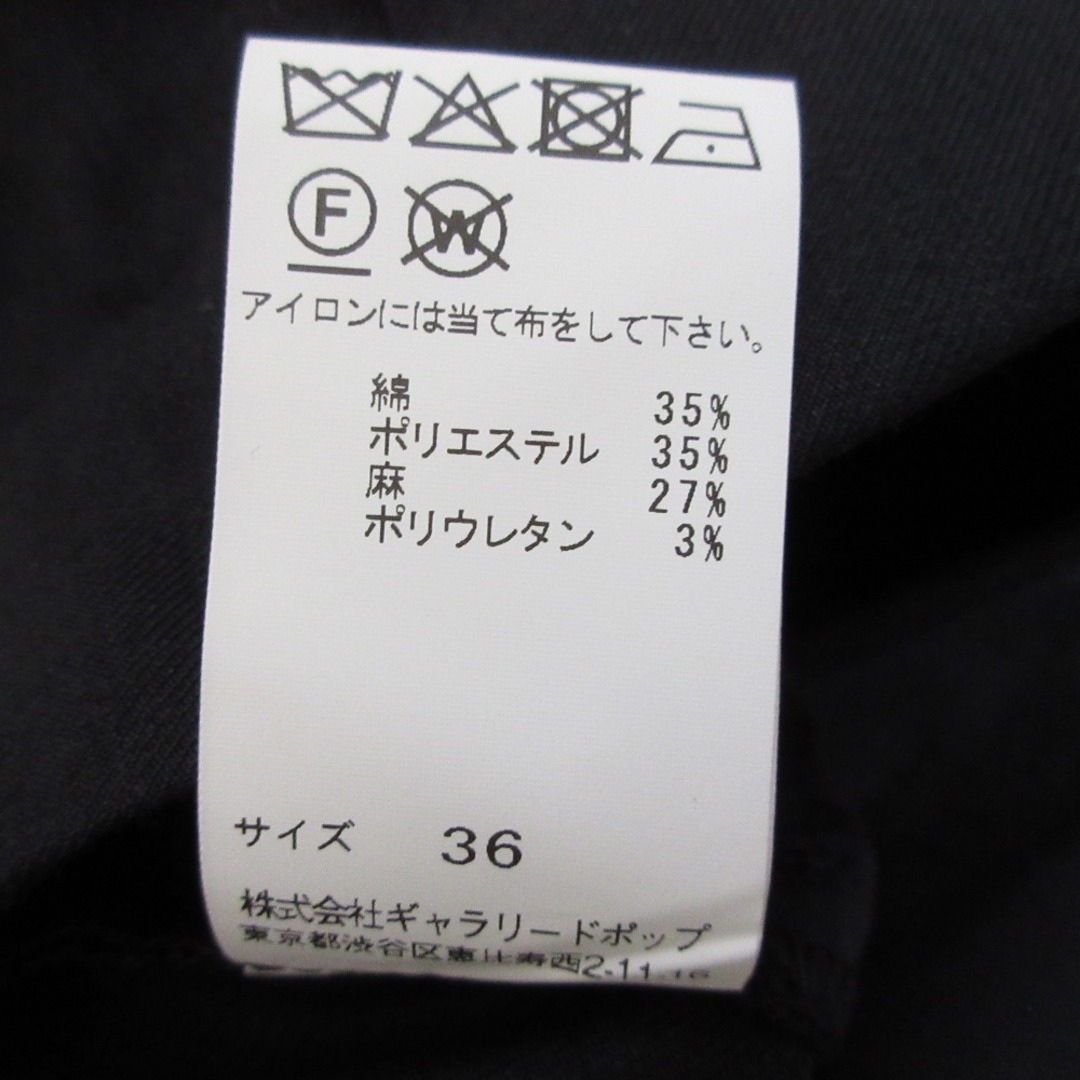 F W
アイロンには当て布をして下さい。
綿 35%
ポリエステル 35%
麻 27%
ポリウレタン 3%
サイズ 36
株式会社ギャラリードポップ
東京都渋谷区恵比寿西2-11-